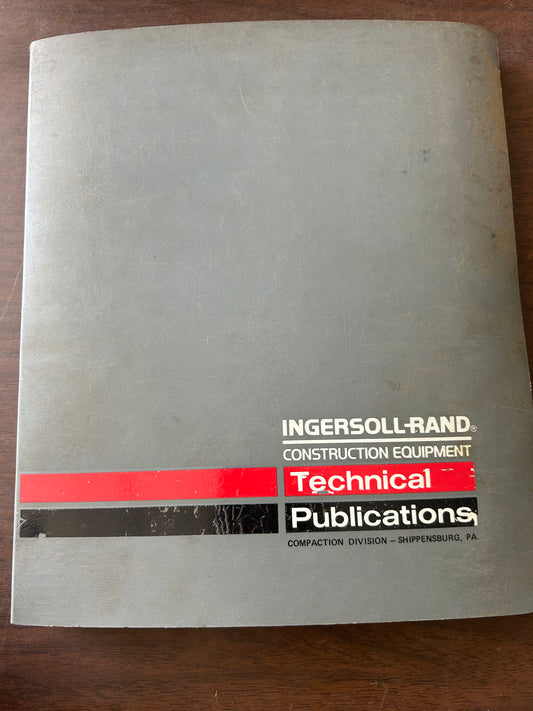 INGERSOLL-RAND®
CONSTRUCTION EQUIPMENT
Technical
Publications
COMPACTION DIVISION — SHIPPENSBURG, PA